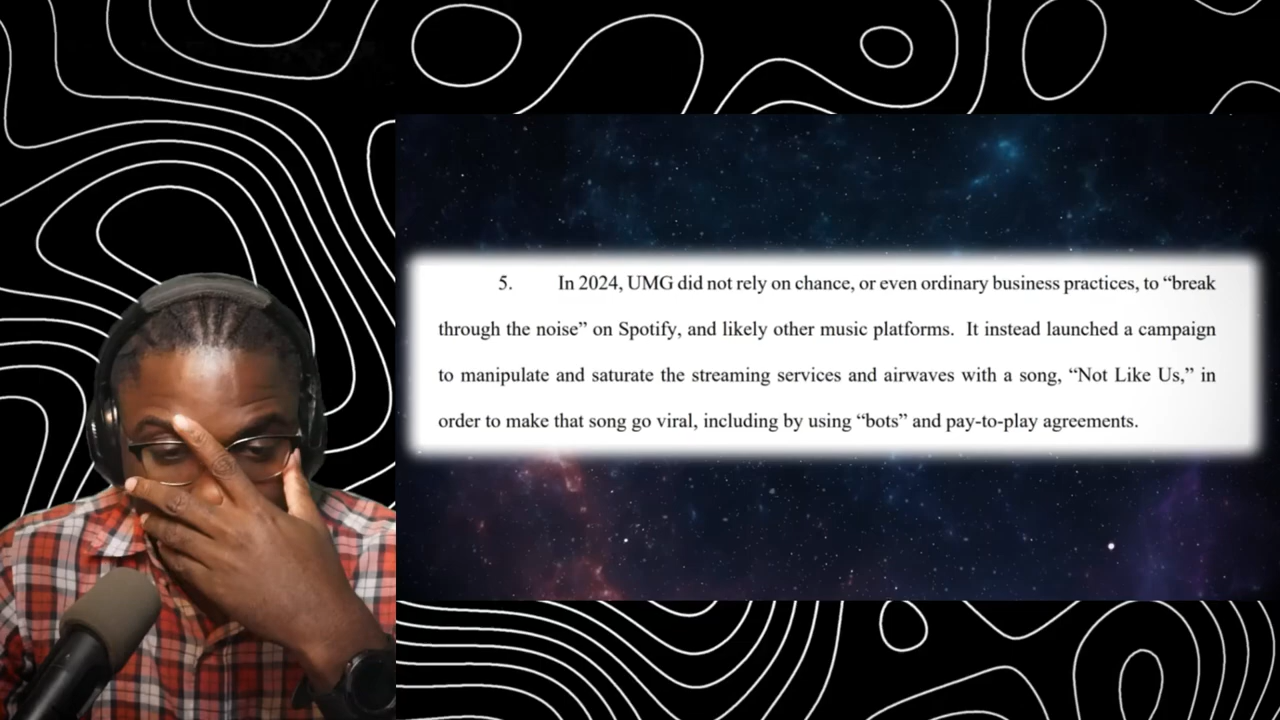 5. In 2024, UMG did not rely on chance, or even ordinary business practices, to “break
through the noise” on Spotify, and likely other music platforms. It instead launched a campaign
to manipulate and saturate the streaming services and airwaves with a song, “Not Like Us,” in
order to make that song go viral, including by using “bots” and pay-to-play agreements.